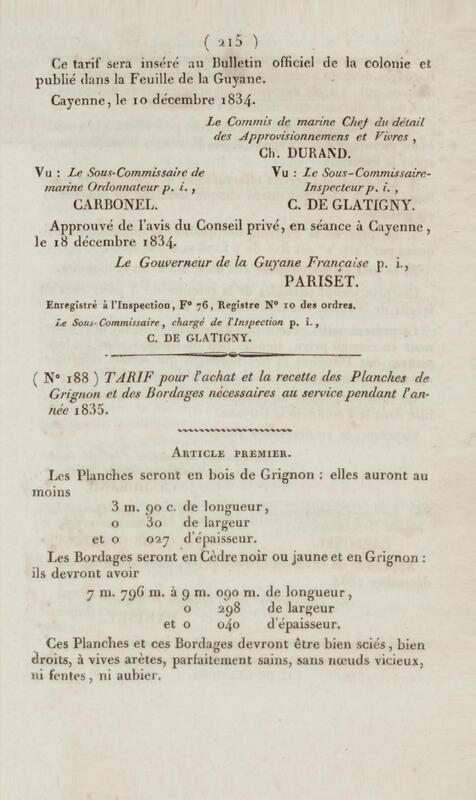 ( 215 )
Ce tarif sera inséré au Bulletin officiel de la colonie et
publié dans la Feuille de la Guyane.
Cayenne, le 10 décembre 1834.
Le Commis de marine Chef du détail
des Approvisionnemens et Vivres,
Ch. DURAND.
Vu : Le Sous-Commissaire de
marine Ordonnateur p. i.,
CARBONEL.
Vu : Le Sous-Commissaire-
Inspecteur p. i.,
C. DE GLATIGNY.
Approuvé de l'avis du Conseil privé, en séance à Cayenne,
le 18 décembre 1834.
Le Gouverneur de la Guyane Française p. i.,
PARISET.
Enregistré à l'Inspection, F° 76, Registre N° 10 des ordres.
Le Sous-Commissaire, chargé de l'Inspection p. i.,
C. DE GLATIGNY.
( N° 188 ) TARIF pour l'achat et la recette des Planches de
Grignon et des Bordages nécessaires au service pendant l'an-
née 1835.
ARTICLE PREMIER.
Les Planches seront en bois de Grignon : elles auront au
moins
3 m. 90 c. de longueur,
0 30 de largeur
et 0 027 d'épaisseur.
Les Bordages seront en Cèdre noir ou jaune et en Grignon :
ils devront avoir
7 m. 796 m. à 9 m. 090 m. de longueur,
0 298 de largeur
et 0 040 d'épaisseur.
Ces Planches et ces Bordages devront être bien sciés, bien
droits, à vives arètes, parfaitement sains, sans nœuds vicieux,
ni fentes, ni aubier.